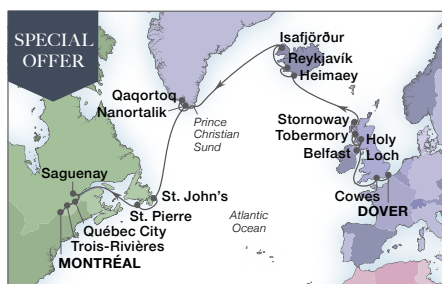 SPECIAL
OFFER
Isafjörður
Reykjavík
Heimaey
Qaqortoq
Nanortalik
Prince
Christian
Sund
Stornoway
Tobermory
Belfast
Holy
Loch
Saguenay
St. John's
St. Pierre
Cowes
DOVER
Québec City
Trois-Rivières
MONTRÉAL
Atlantic
Ocean